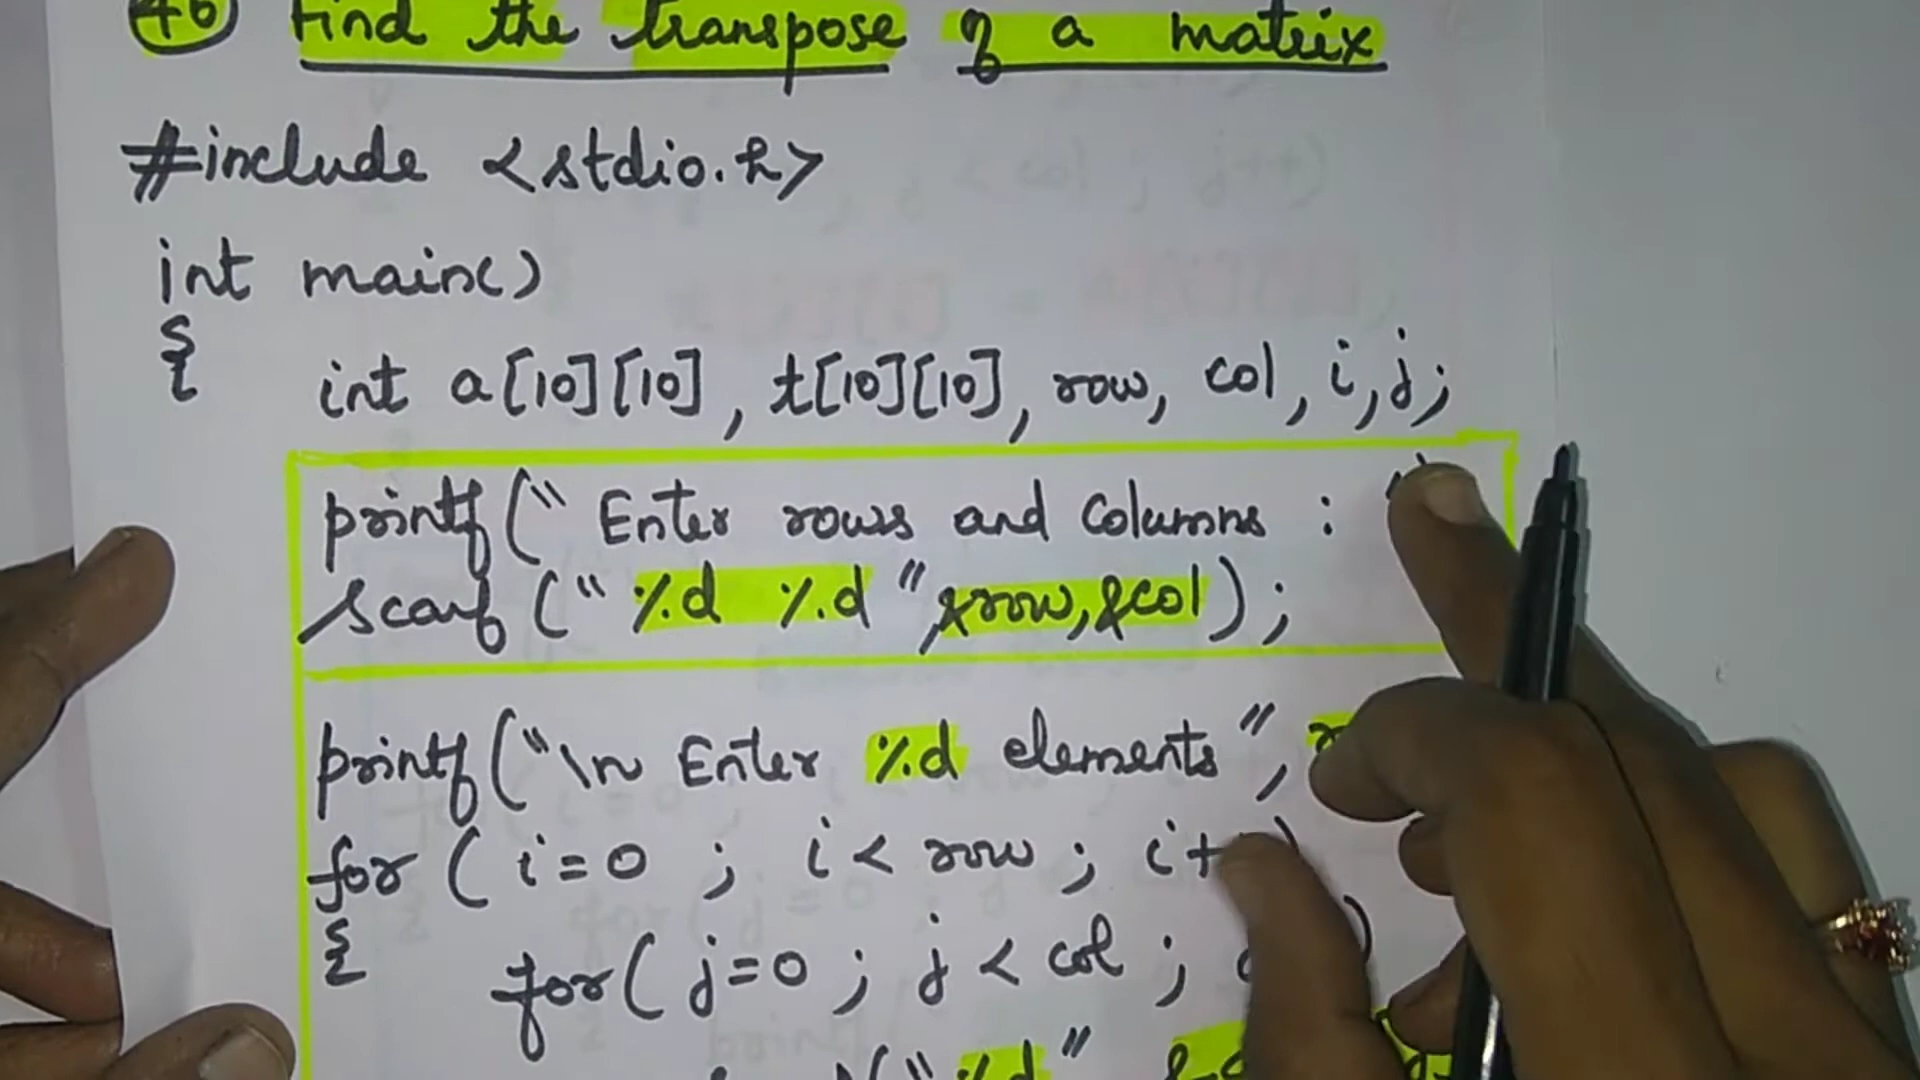 46 Find the transpose of a matrix
#include <stdio.h>
int main()
{ int a[10][10], t[10][10], row, col, i,j;
printf(" Enter rows and columns : "
scanf (" %d %d ",&row,&col);
printf("\n Enter %d elements",
for ( i=0 ; i< row ; i+ )
{ for( j=0 ; j< col ; )
("%d"